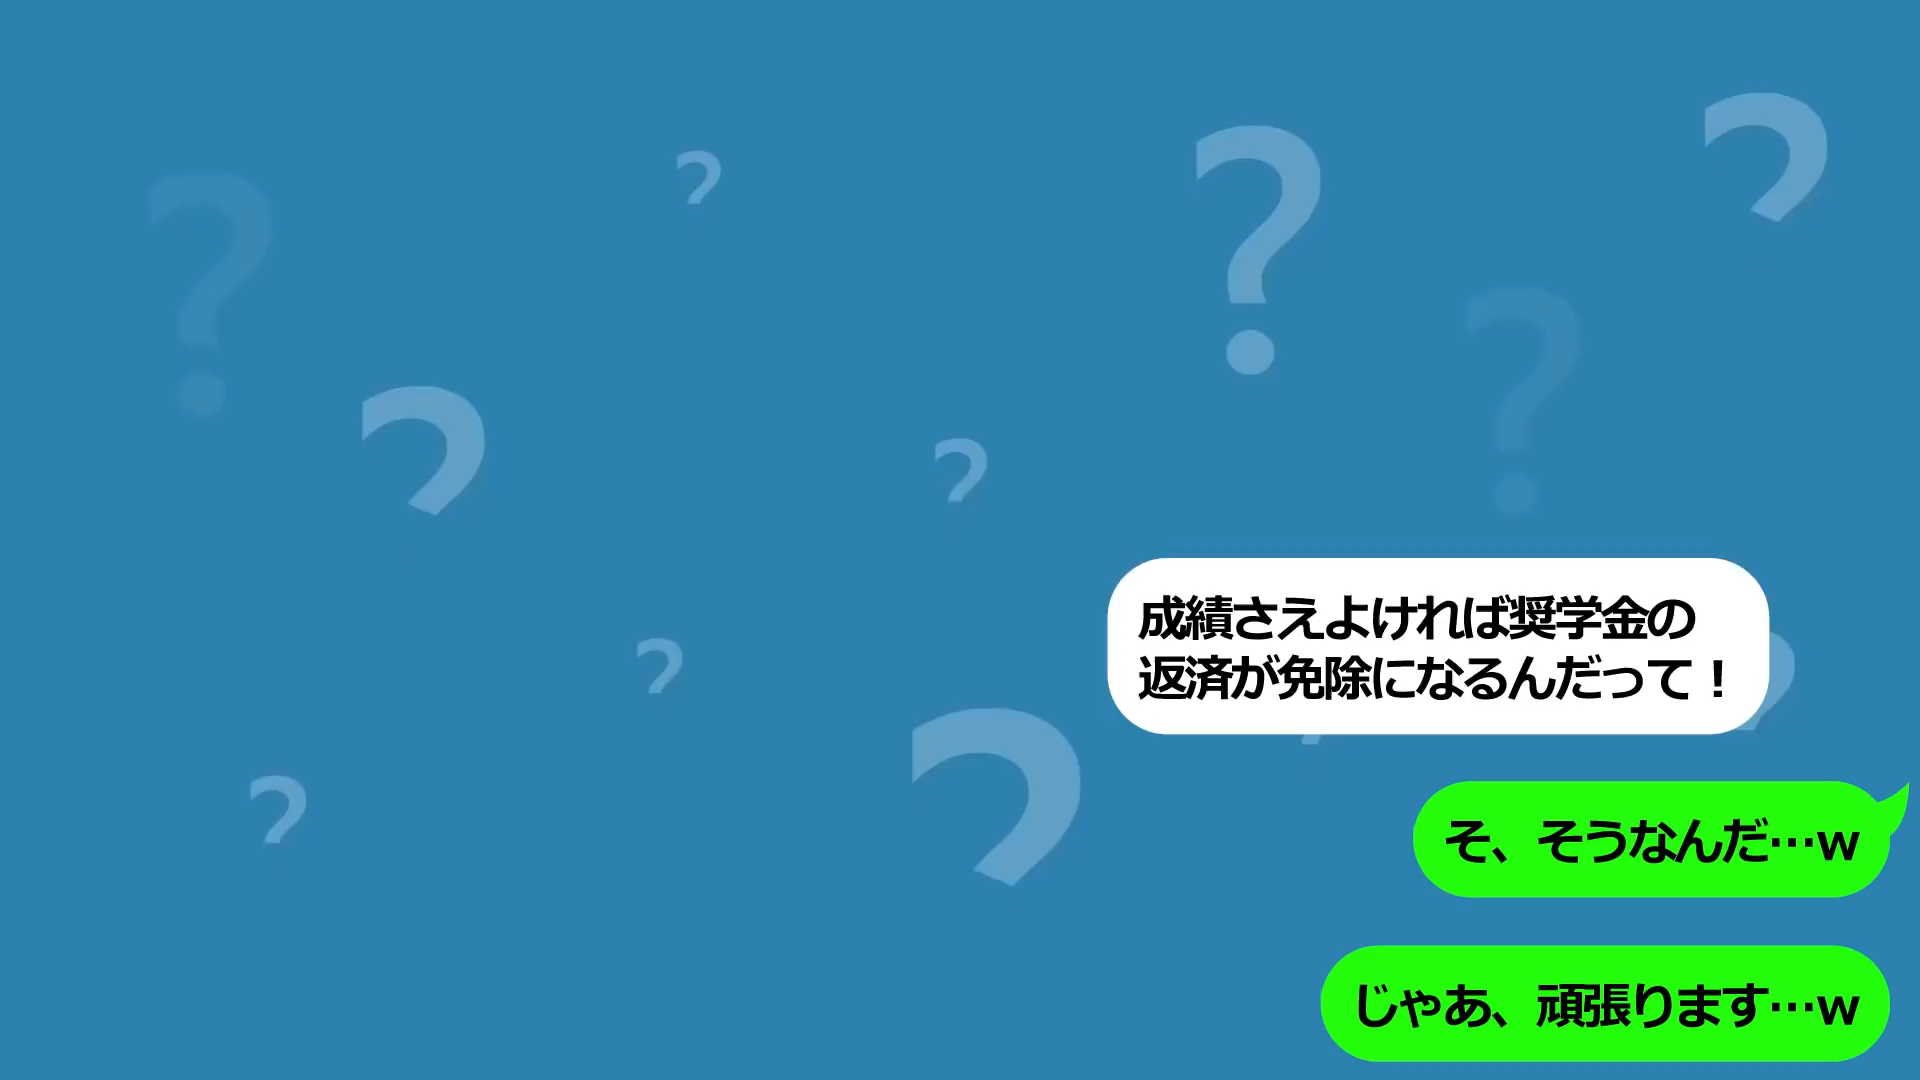 成績さえよければ奨学金の
返済が免除になるんだって！
そ、そうなんだ…w
じゃあ、頑張ります…w